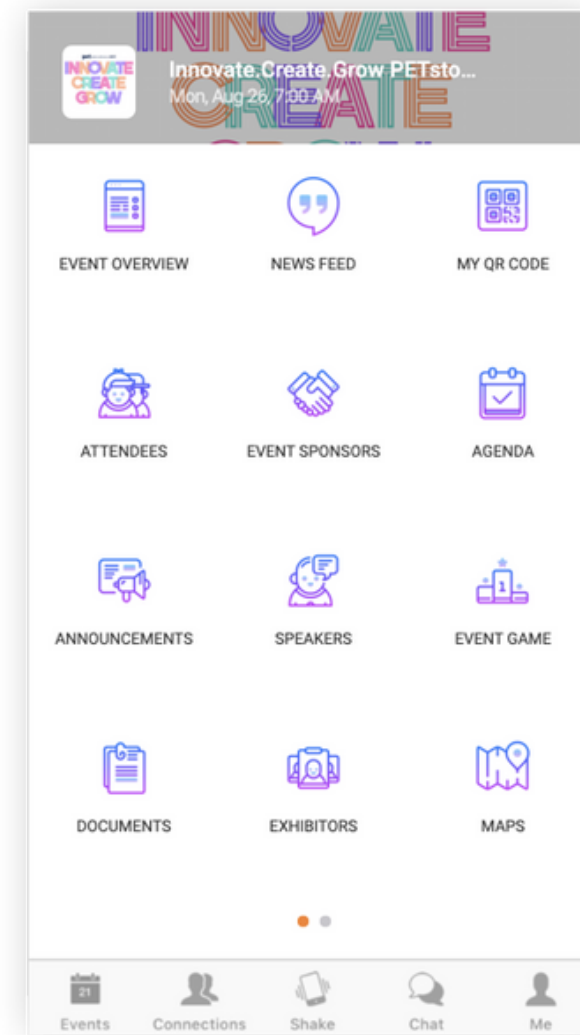 INNOVATE
CREATE
INNOVATE
CREATE
GROW
Innovate.Create.Grow PETsto...
Mon, Aug 26, 7:00 AM
EVENT OVERVIEW
NEWS FEED
MY QR CODE
ATTENDEES
EVENT SPONSORS
AGENDA
ANNOUNCEMENTS
SPEAKERS
1
EVENT GAME
DOCUMENTS
EXHIBITORS
MAPS
21
Events
Connections
Shake
Chat
Me